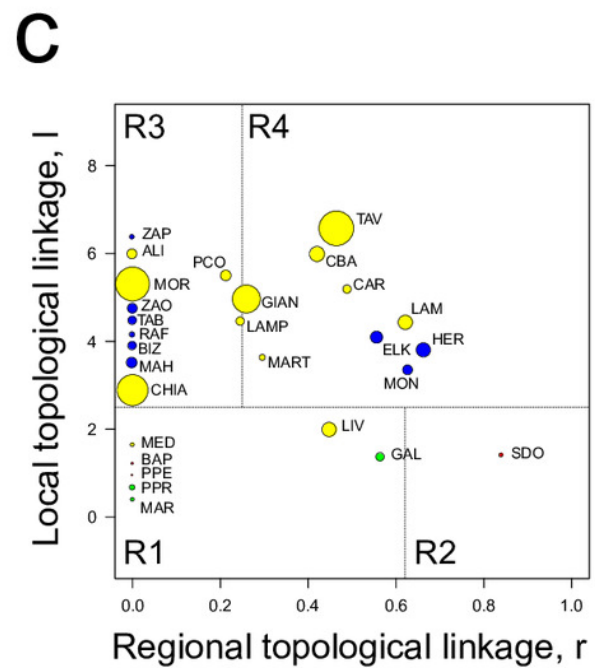 C
R3 R4
Local topological linkage, l
8
6
4
2
0
ZAP
ALI
MOR
ZAO
TAB
RAF
BIZ
MAH
CHIA
PCO
GIAN
LAMP
MART
TAV
CBA
CAR
LAM
ELK
HER
MON
LIV
GAL
SDO
MED
BAP
PPE
PPR
MAR
R1 R2
0.0 0.2 0.4 0.6 0.8 1.0
Regional topological linkage, r